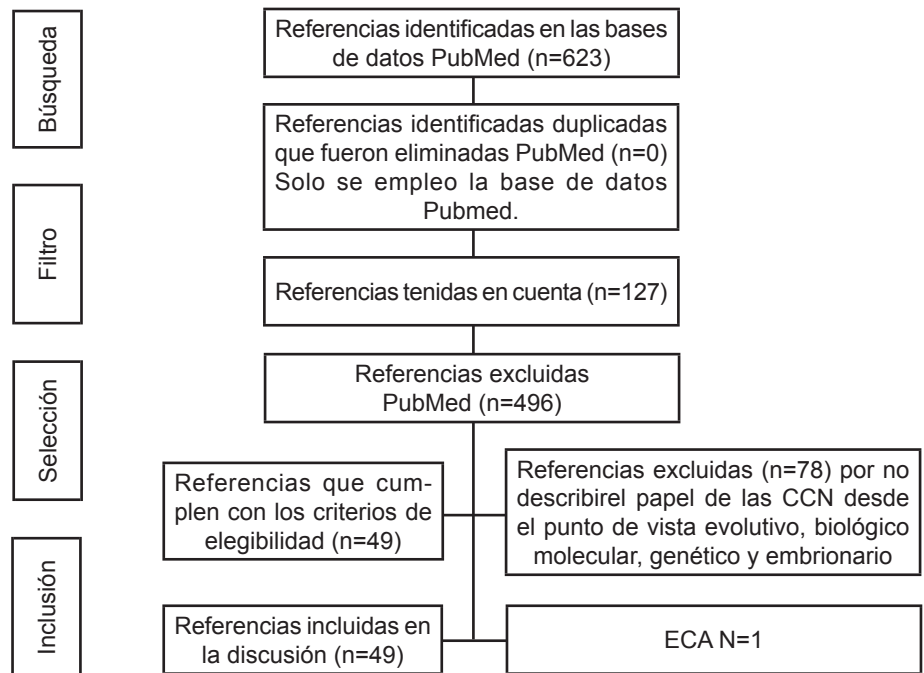 Búsqueda
Referencias identificadas en las bases
de datos PubMed (n=623)
Referencias identificadas duplicadas
que fueron eliminadas PubMed (n=0)
Solo se empleo la base de datos
Pubmed.
Filtro
Referencias tenidas en cuenta (n=127)
Selección
Referencias excluidas
PubMed (n=496)
Referencias que cum-
plen con los criterios de
elegibilidad (n=49)
Referencias excluidas (n=78) por no
describirel papel de las CCN desde
el punto de vista evolutivo, biológico
molecular, genético y embrionario
Inclusión
Referencias incluidas en
la discusión (n=49)
ECA N=1